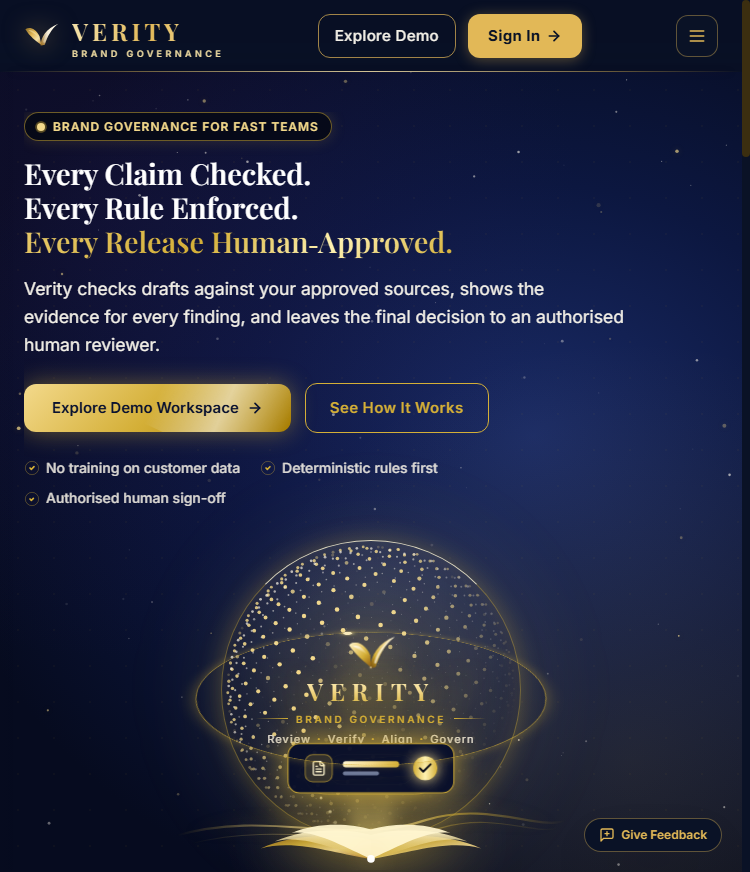 VERITY
BRAND GOVERNANCE
Explore Demo
Sign In
BRAND GOVERNANCE FOR FAST TEAMS
Every Claim Checked.
Every Rule Enforced.
Every Release Human-Approved.
Verity checks drafts against your approved sources, shows the
evidence for every finding, and leaves the final decision to an authorised
human reviewer.
Explore Demo Workspace
See How It Works
No training on customer data
Deterministic rules first
Authorised human sign-off
VERITY
BRAND GOVERNANCE
Review · Verify · Align · Govern
Give Feedback